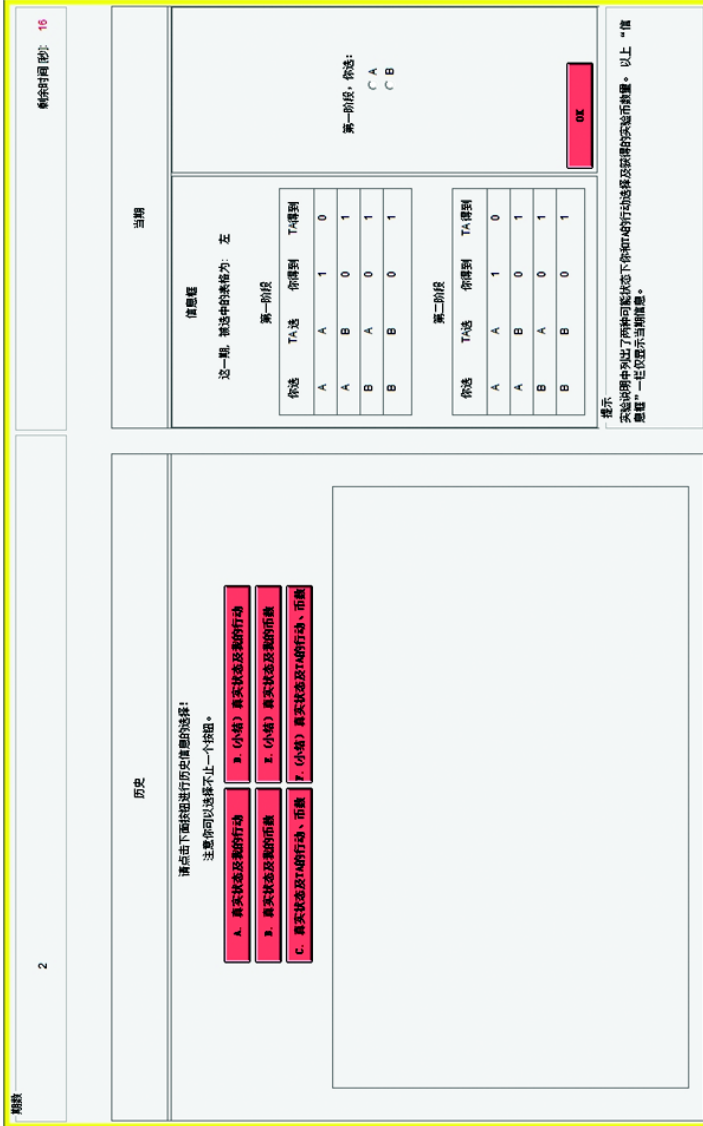 期数
2
剩余时间[秒]: 16
历史
请点击下面按钮进行历史信息的选择!
注意你可以选择不止一个按钮。
A. 真实状态及我的行动
D.(小结) 真实状态及我的行动
B. 真实状态及我的币数
E.(小结) 真实状态及我的币数
C. 真实状态及TA的行动、币数
F.(小结) 真实状态及TA的行动、币数
当期
信息框
这一期, 被选中的表格为: 左
第一阶段
你选 TA选 你得到 TA得到
A A 1 0
A B 0 1
B A 0 1
B B 0 1
第二阶段
你选 TA选 你得到 TA得到
A A 1 0
A B 0 1
B A 0 1
B B 0 1
第一阶段, 你选:
A
B
OK
提示
实验说明中列出了两种可能状态下你和TA的行动选择及获得的实验币数量。 以上 “信
息框” 一栏仅显示当期信息。